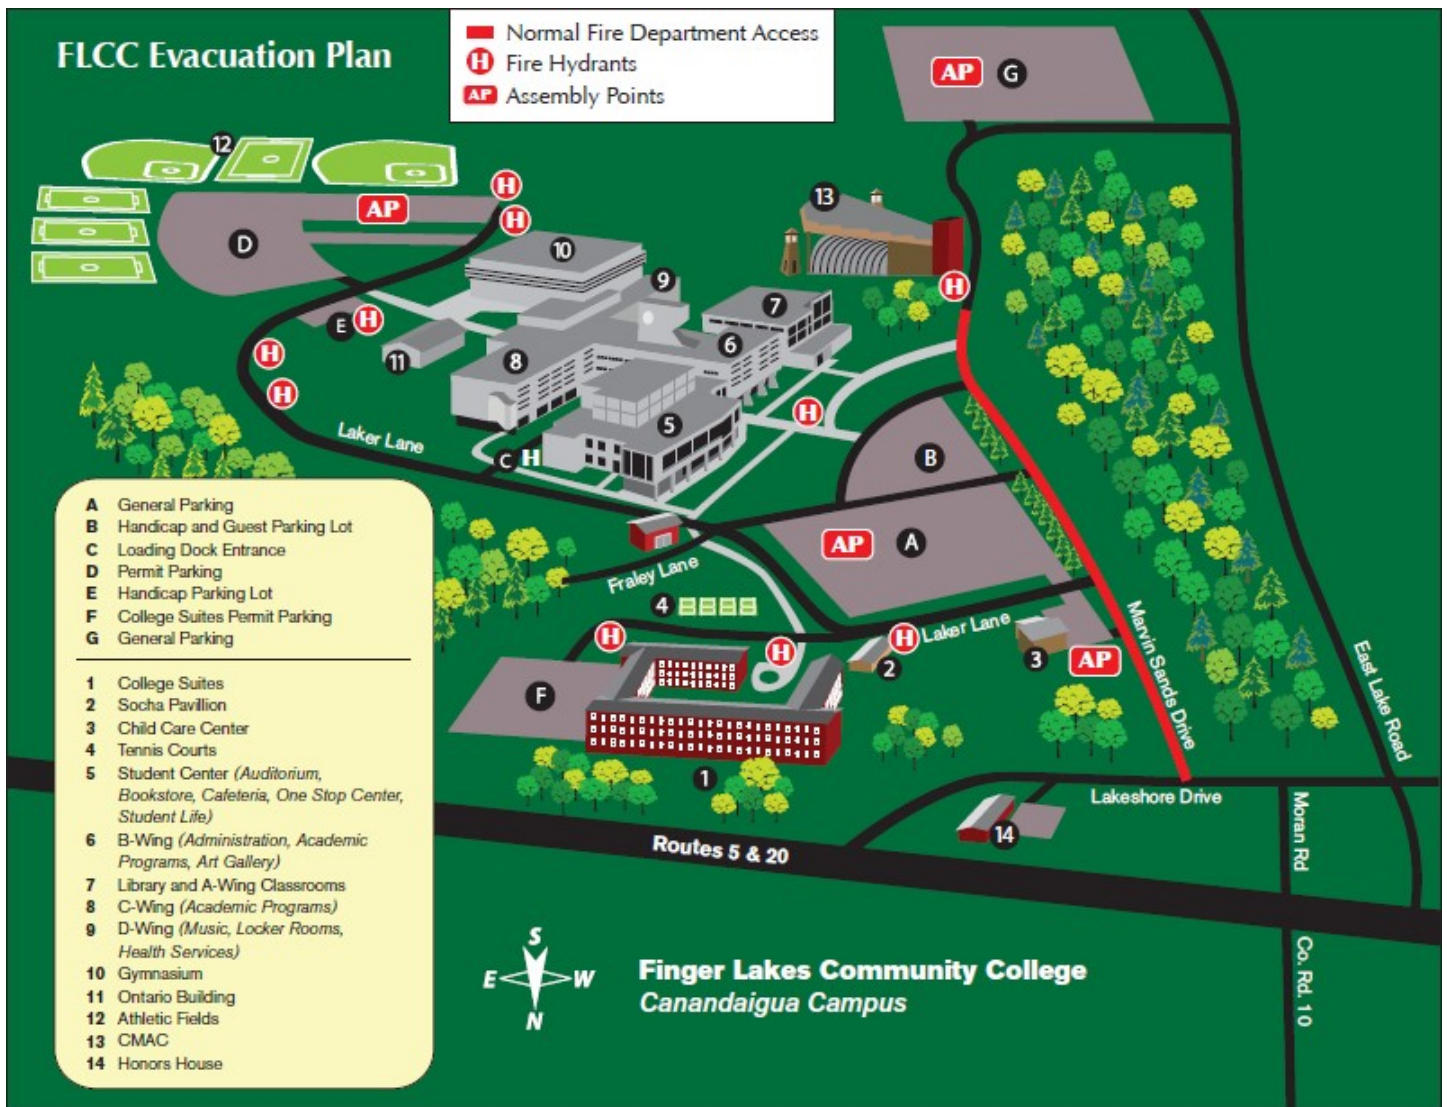 FLCC Evacuation Plan
Normal Fire Department Access
H Fire Hydrants
AP Assembly Points
AP G
12
H
13
AP
H
D
10
9
7
H
E H
11
8
6
H
H
5
H
Laker Lane
C H
B
AP A
Fraley Lane
4
H
H
H Laker Lane
2
3
AP
F
1
Marvin Sands Drive
East Lake Road
Lakeshore Drive
14
Moran Rd
Routes 5 & 20
Co. Rd. 10
A General Parking
B Handicap and Guest Parking Lot
C Loading Dock Entrance
D Permit Parking
E Handicap Parking Lot
F College Suites Permit Parking
G General Parking
1 College Suites
2 Socha Pavillion
3 Child Care Center
4 Tennis Courts
5 Student Center (Auditorium,
Bookstore, Cafeteria, One Stop Center,
Student Life)
6 B-Wing (Administration, Academic
Programs, Art Gallery)
7 Library and A-Wing Classrooms
8 C-Wing (Academic Programs)
9 D-Wing (Music, Locker Rooms,
Health Services)
10 Gymnasium
11 Ontario Building
12 Athletic Fields
13 CMAC
14 Honors House
S
E W
N
Finger Lakes Community College
Canandaigua Campus